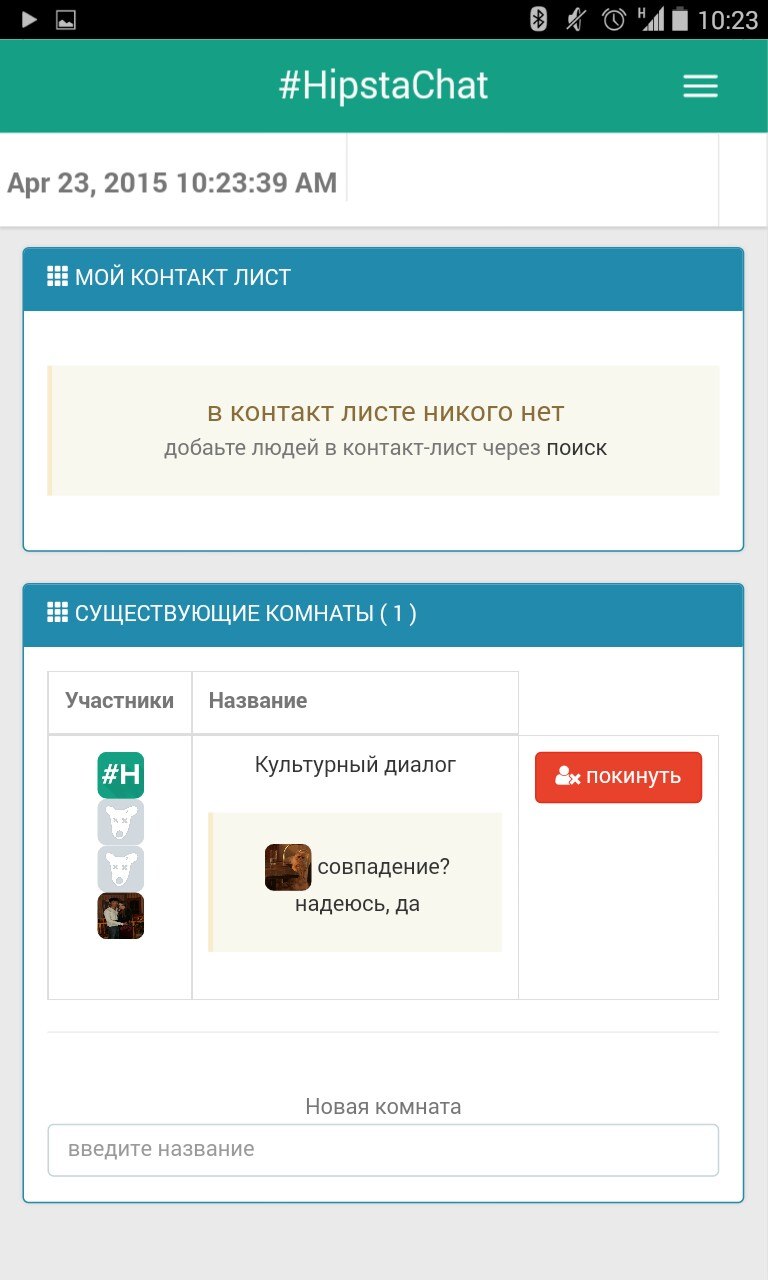 H 10:23
#HipstaChat
Apr 23, 2015 10:23:39 AM
МОЙ КОНТАКТ ЛИСТ
в контакт листе никого нет
добаьте людей в контакт-лист через поиск
СУЩЕСТВУЮЩИЕ КОМНАТЫ ( 1 )
Участники Название
#H
Культурный диалог
покинуть
совпадение?
надеюсь, да
Новая комната
введите название